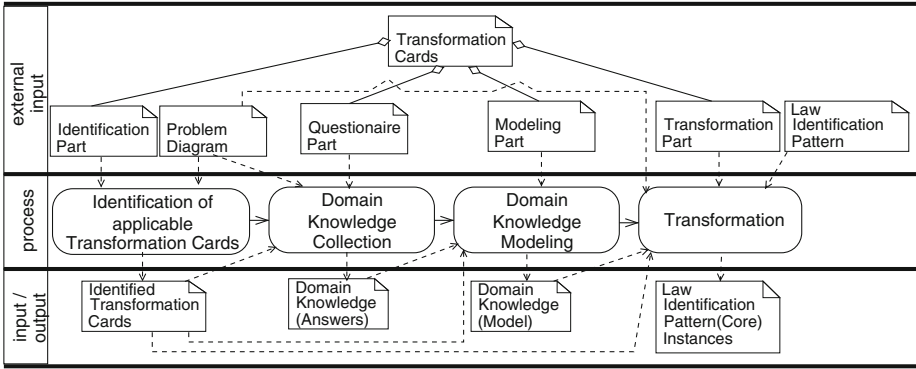 Transformation
Cards
external
input
Identification
Part
Problem
Diagram
Questionaire
Part
Modeling
Part
Transformation
Part
Law
Identification
Pattern
process
Identification of
applicable
Transformation Cards
Domain
Knowledge
Collection
Domain
Knowledge
Modeling
Transformation
input /
output
Identified
Transformation
Cards
Domain
Knowledge
(Answers)
Domain
Knowledge
(Model)
Law
Identification
Pattern(Core)
Instances